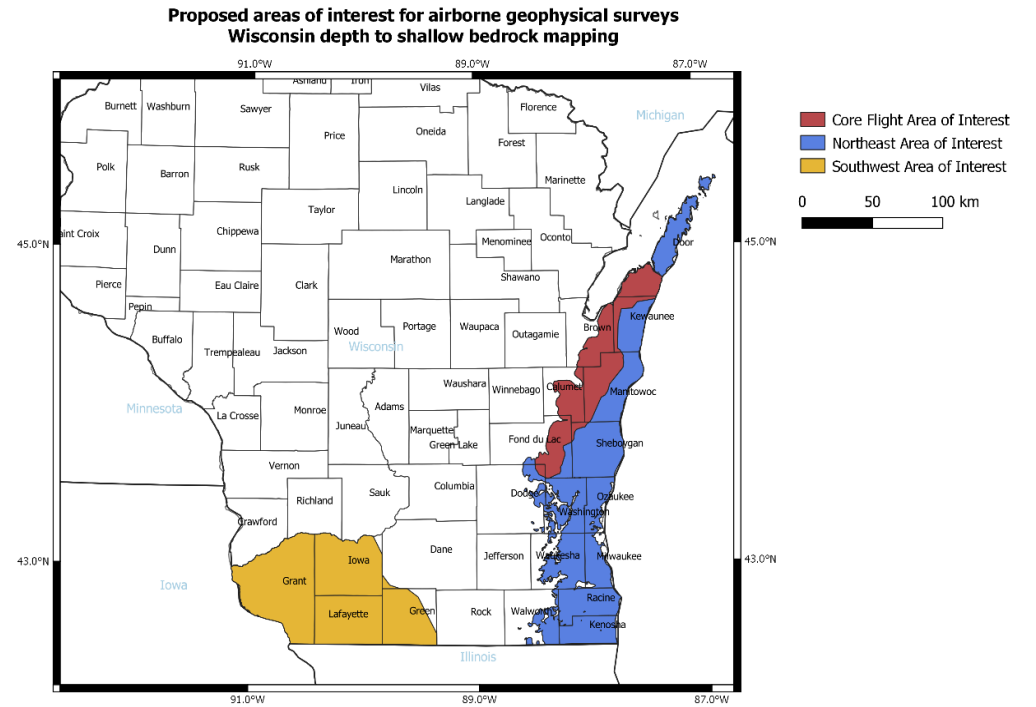 Proposed areas of interest for airborne geophysical surveys
Wisconsin depth to shallow bedrock mapping
91.0°W 89.0°W 87.0°W
Ashland Iron Vilas
Burnett Washburn Sawyer Florence
Michigan
Core Flight Area of Interest
Price Oneida Forest
Northeast Area of Interest
Polk Barron Rusk Marinette
Southwest Area of Interest
Lincoln Langlade
0 50 100 km
Taylor
aint Croix Chippewa Menominee Oconto Door
45.0°N 45.0°N
Dunn Marathon
Pierce Eau Claire Clark Shawano
Pepin Kewaunee
Buffalo Wood Portage Waupaca Outagamie Brown
Trempealeau Jackson Wisconsin
Waushara Winnebago Calumet Manitowoc
Minnesota La Crosse Monroe Adams
Juneau Marquette
Green Lake Fond du Lac Sheboygan
Vernon
Richland Sauk Columbia Dodge Ozaukee
Crawford Washington
43.0°N 43.0°N
Iowa Dane Jefferson Waukesha Milwaukee
Iowa Grant
Lafayette Green Rock Walworth Racine
Kenosha
Illinois
91.0°W 89.0°W 87.0°W